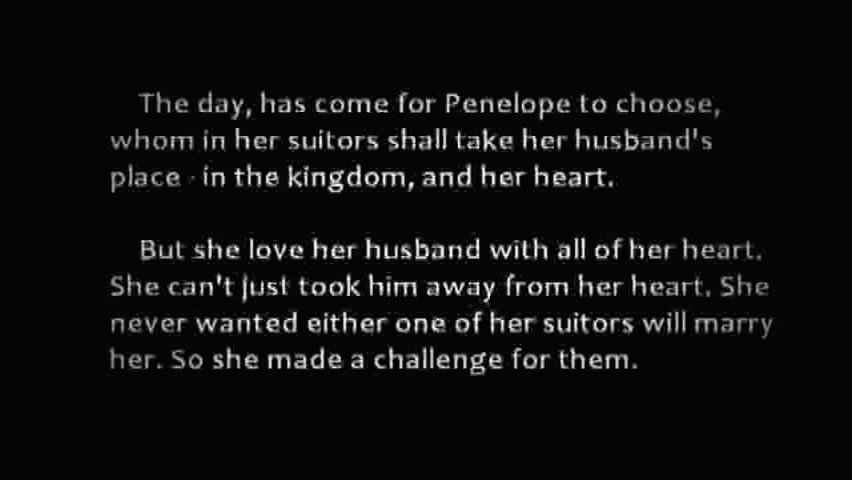 The day, has come for Penelope to choose,
whom in her suitors shall take her husband's
place - in the kingdom, and her heart.
But she love her husband with all of her heart.
She can't just took him away from her heart. She
never wanted either one of her suitors will marry
her. So she made a challenge for them.